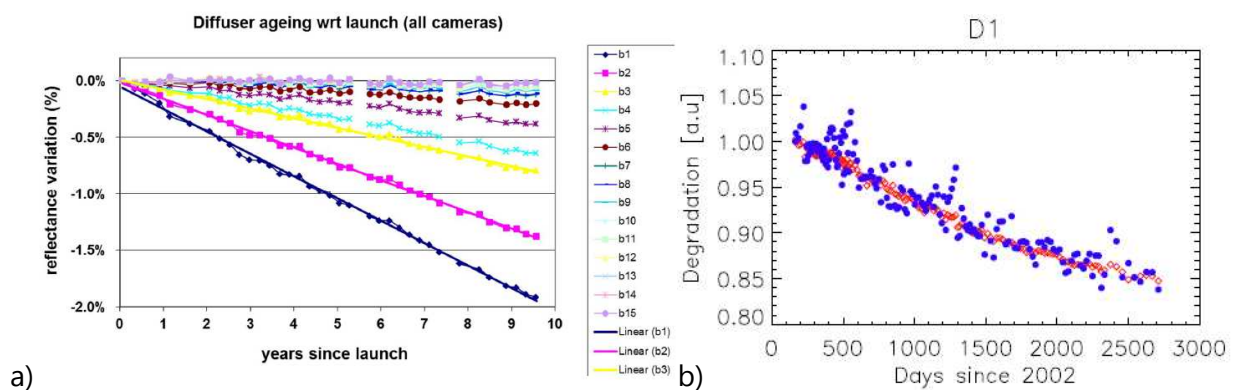 Diffuser ageing wrt launch (all cameras)
reflectance variation (%)
0.0%
-0.5%
-1.0%
-1.5%
-2.0%
0 1 2 3 4 5 6 7 8 9 10
years since launch
b1
b2
b3
b4
b5
b6
b7
b8
b9
b10
b11
b12
b13
b14
b15
Linear (b1)
Linear (b2)
Linear (b3)
a)
D1
Degradation [a.u]
1.10
1.05
1.00
0.95
0.90
0.85
0.80
0 500 1000 1500 2000 2500 3000
Days since 2002
b)